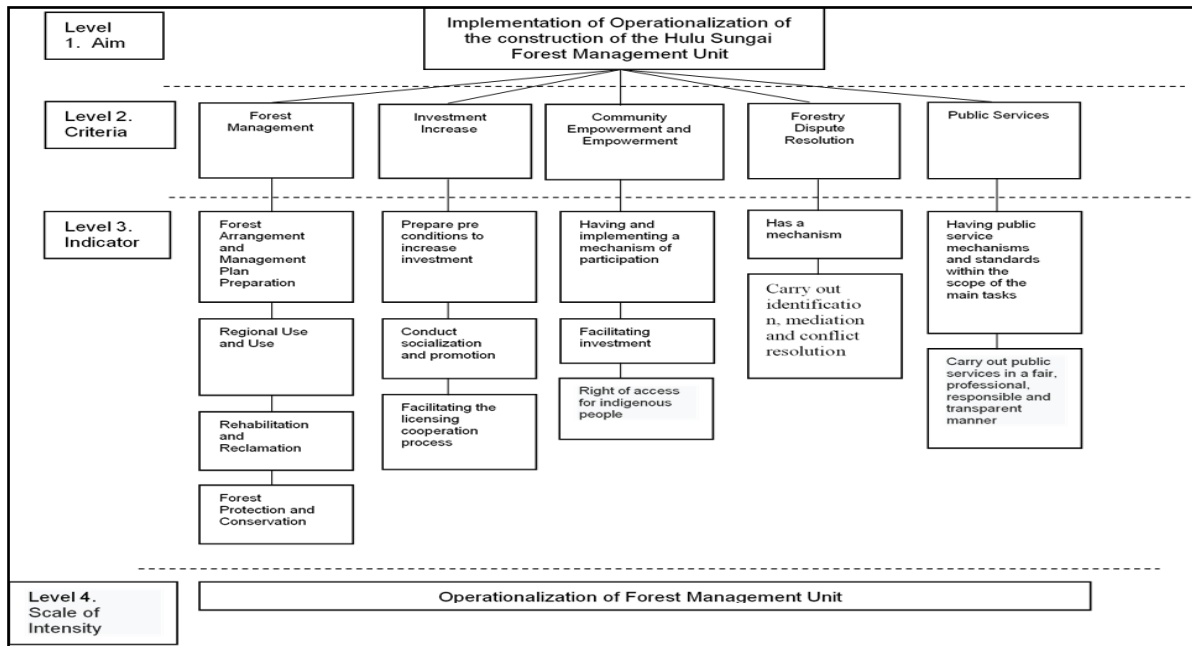 Level
1. Aim
Implementation of Operationalization of
the construction of the Hulu Sungai
Forest Management Unit
Level 2.
Criteria
Forest
Management
Investment
Increase
Community
Empowerment and
Empowerment
Forestry
Dispute
Resolution
Public Services
Level 3.
Indicator
Forest
Arrangement
and
Management
Plan
Preparation
Regional Use
and Use
Rehabilitation
and
Reclamation
Forest
Protection and
Conservation
Prepare pre
conditions to
increase
investment
Conduct
socialization
and promotion
Facilitating the
licensing
cooperation
process
Having and
implementing a
mechanism of
participation
Facilitating
investment
Right of access
for indigenous
people
Has a
mechanism
Carry out
identificatio
n, mediation
and conflict
resolution
Having public
service
mechanisms
and standards
within the
scope of the
main tasks
Carry out public
services in a fair,
professional,
responsible and
transparent
manner
Level 4.
Scale of
Intensity
Operationalization of Forest Management Unit